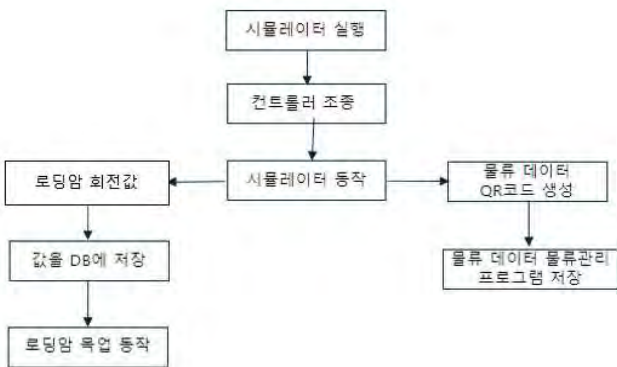 시뮬레이터 실행
컨트롤러 조종
로딩암 회전값
시뮬레이터 동작
물류 데이터
QR코드 생성
값을 DB에 저장
물류 데이터 물류관리
프로그램 저장
로딩암 목업 동작